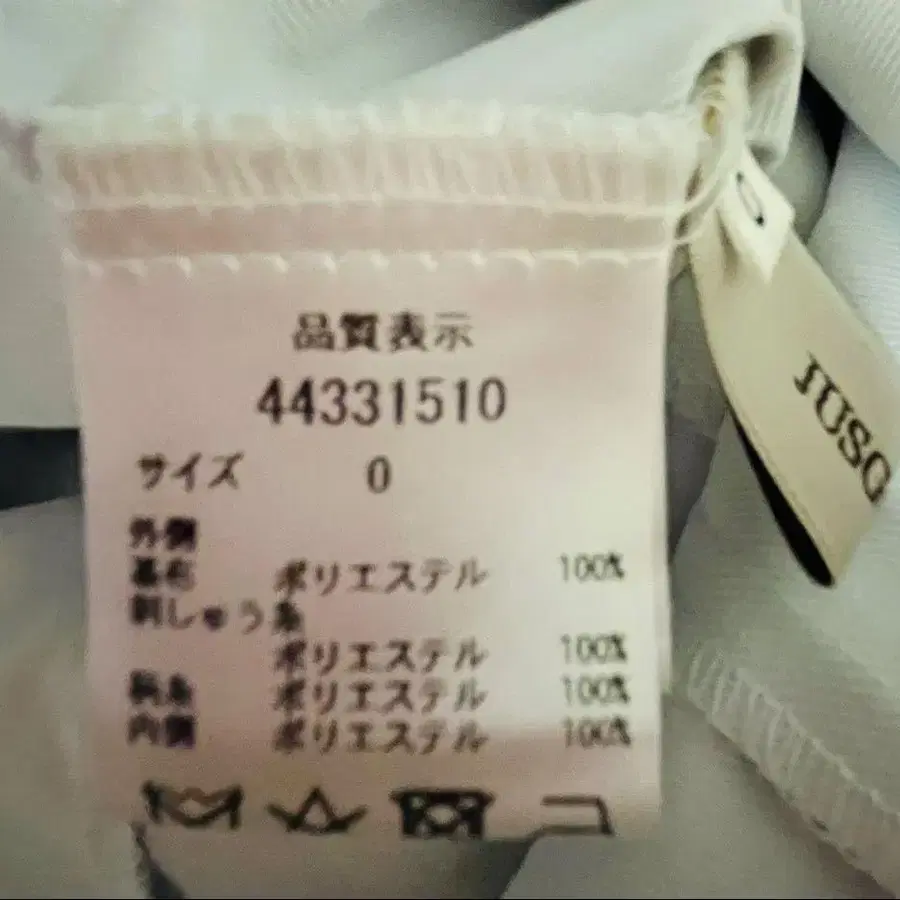 品質表示
44331510
サイズ 0
外側
基布 ポリエステル 100%
刺しゅう糸
ポリエステル 100%
柄糸 ポリエステル 100%
内側 ポリエステル 100%
0
JUSG